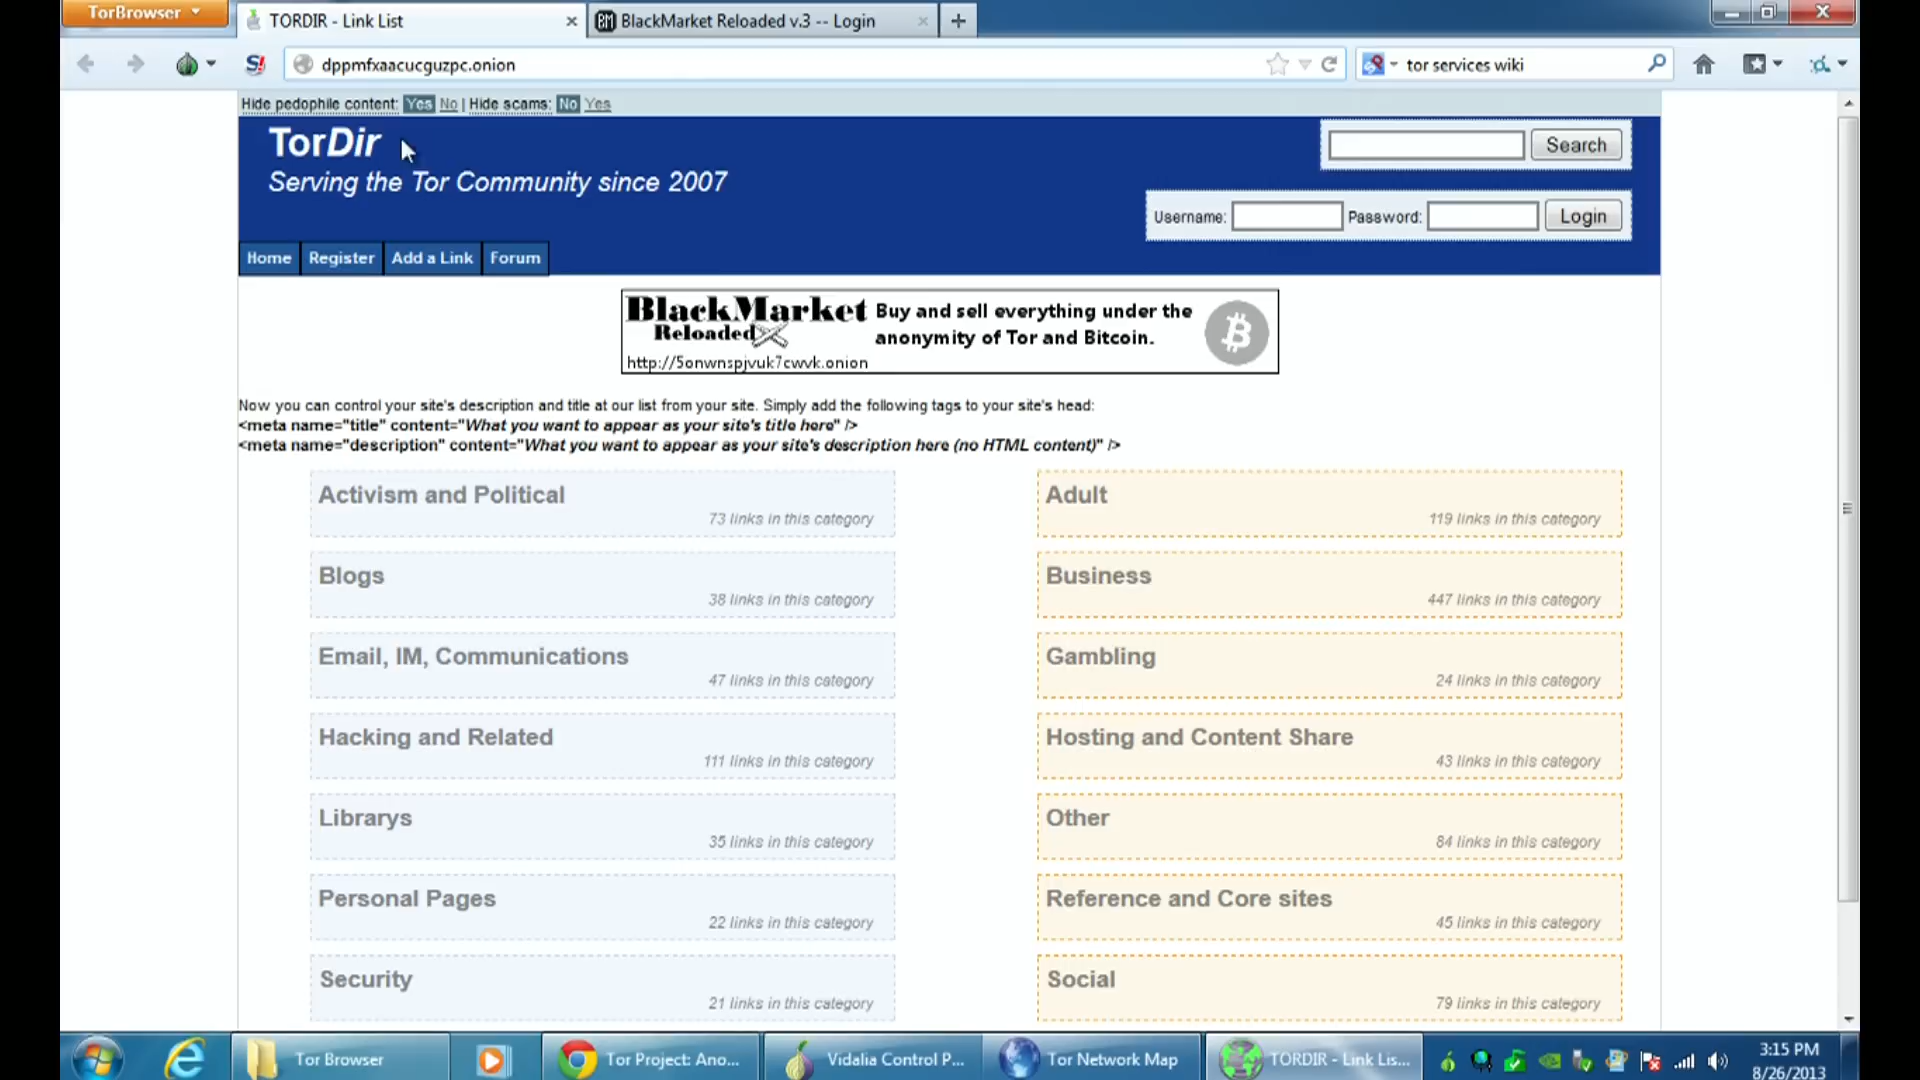 TorBrowser
TORDIR - Link List
BM BlackMarket Reloaded v.3 -- Login
S!
dppmfxaacucguzpc.onion
tor services wiki
Hide pedophile content: Yes No | Hide scams: No Yes
TorDir
Serving the Tor Community since 2007
Search
Username:
Password:
Login
Home
Register
Add a Link
Forum
BlackMarket
Reloaded
http://5onwnspjvuk7cwvk.onion
Buy and sell everything under the
anonymity of Tor and Bitcoin.
Now you can control your site's description and title at our list from your site. Simply add the following tags to your site's head:
<meta name="title" content="What you want to appear as your site's title here" />
<meta name="description" content="What you want to appear as your site's description here (no HTML content)" />
Activism and Political
73 links in this category
Adult
119 links in this category
Blogs
38 links in this category
Business
447 links in this category
Email, IM, Communications
47 links in this category
Gambling
24 links in this category
Hacking and Related
111 links in this category
Hosting and Content Share
43 links in this category
Librarys
35 links in this category
Other
84 links in this category
Personal Pages
22 links in this category
Reference and Core sites
45 links in this category
Security
21 links in this category
Social
79 links in this category
Tor Browser
Tor Project: Ano...
Vidalia Control P...
Tor Network Map
TORDIR - Link Lis...
3:15 PM
8/26/2013